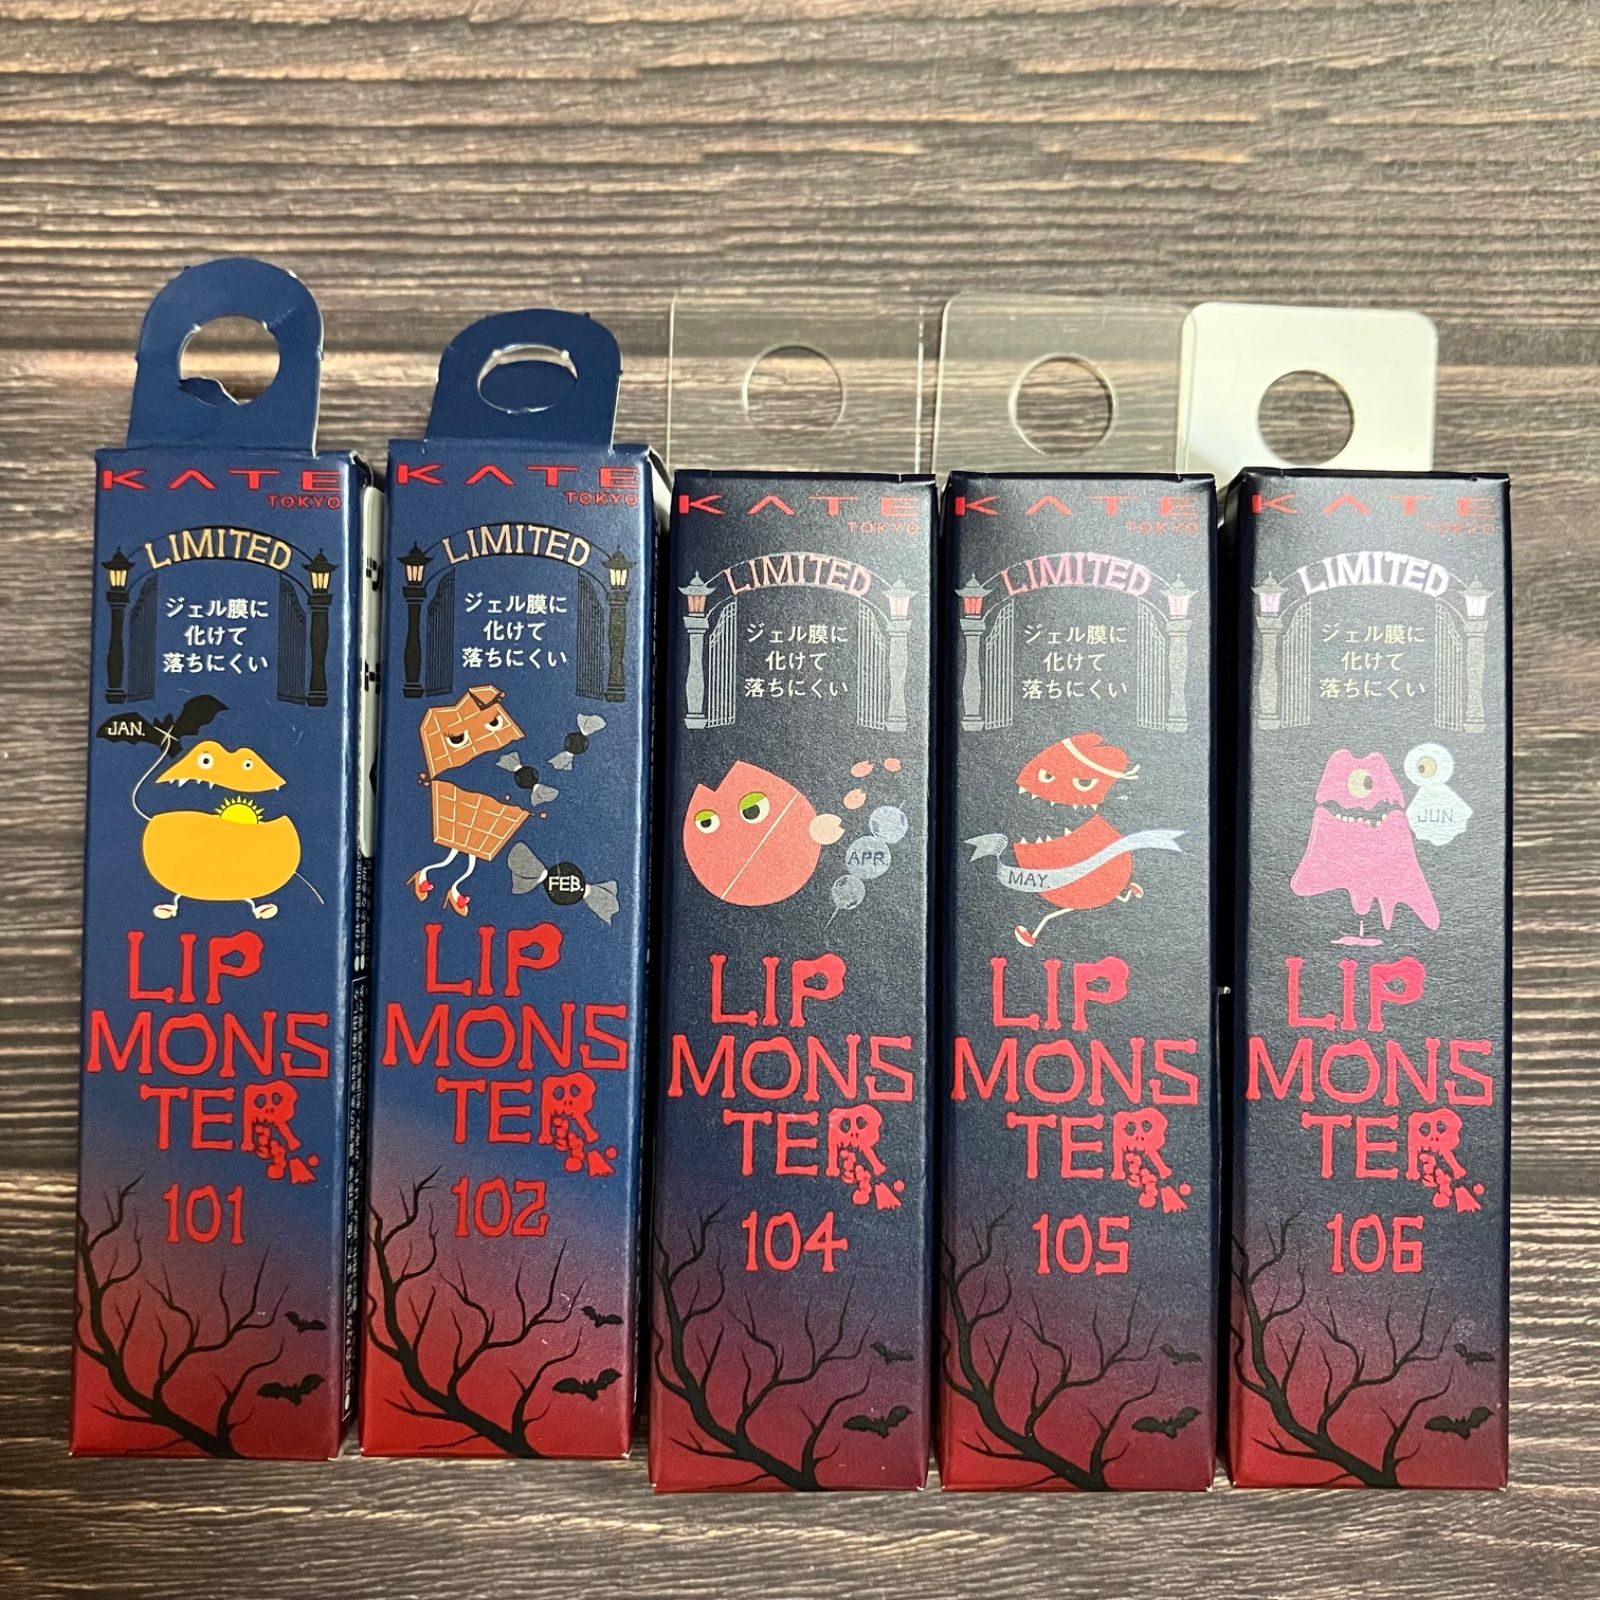 KATE
TOKYO
LIMITED
ジェル膜に
化けて
落ちにくい
JAN.
LIP
MONS
TER
101
KATE
TOKYO
LIMITED
ジェル膜に
化けて
落ちにくい
FEB.
LIP
MONS
TER
102
KATE
TOKYO
LIMITED
ジェル膜に
化けて
落ちにくい
APR.
LIP
MONS
TER
104
KATE
TOKYO
LIMITED
ジェル膜に
化けて
落ちにくい
MAY.
LIP
MONS
TER
105
KATE
TOKYO
LIMITED
ジェル膜に
化けて
落ちにくい
JUN.
LIP
MONS
TER
106